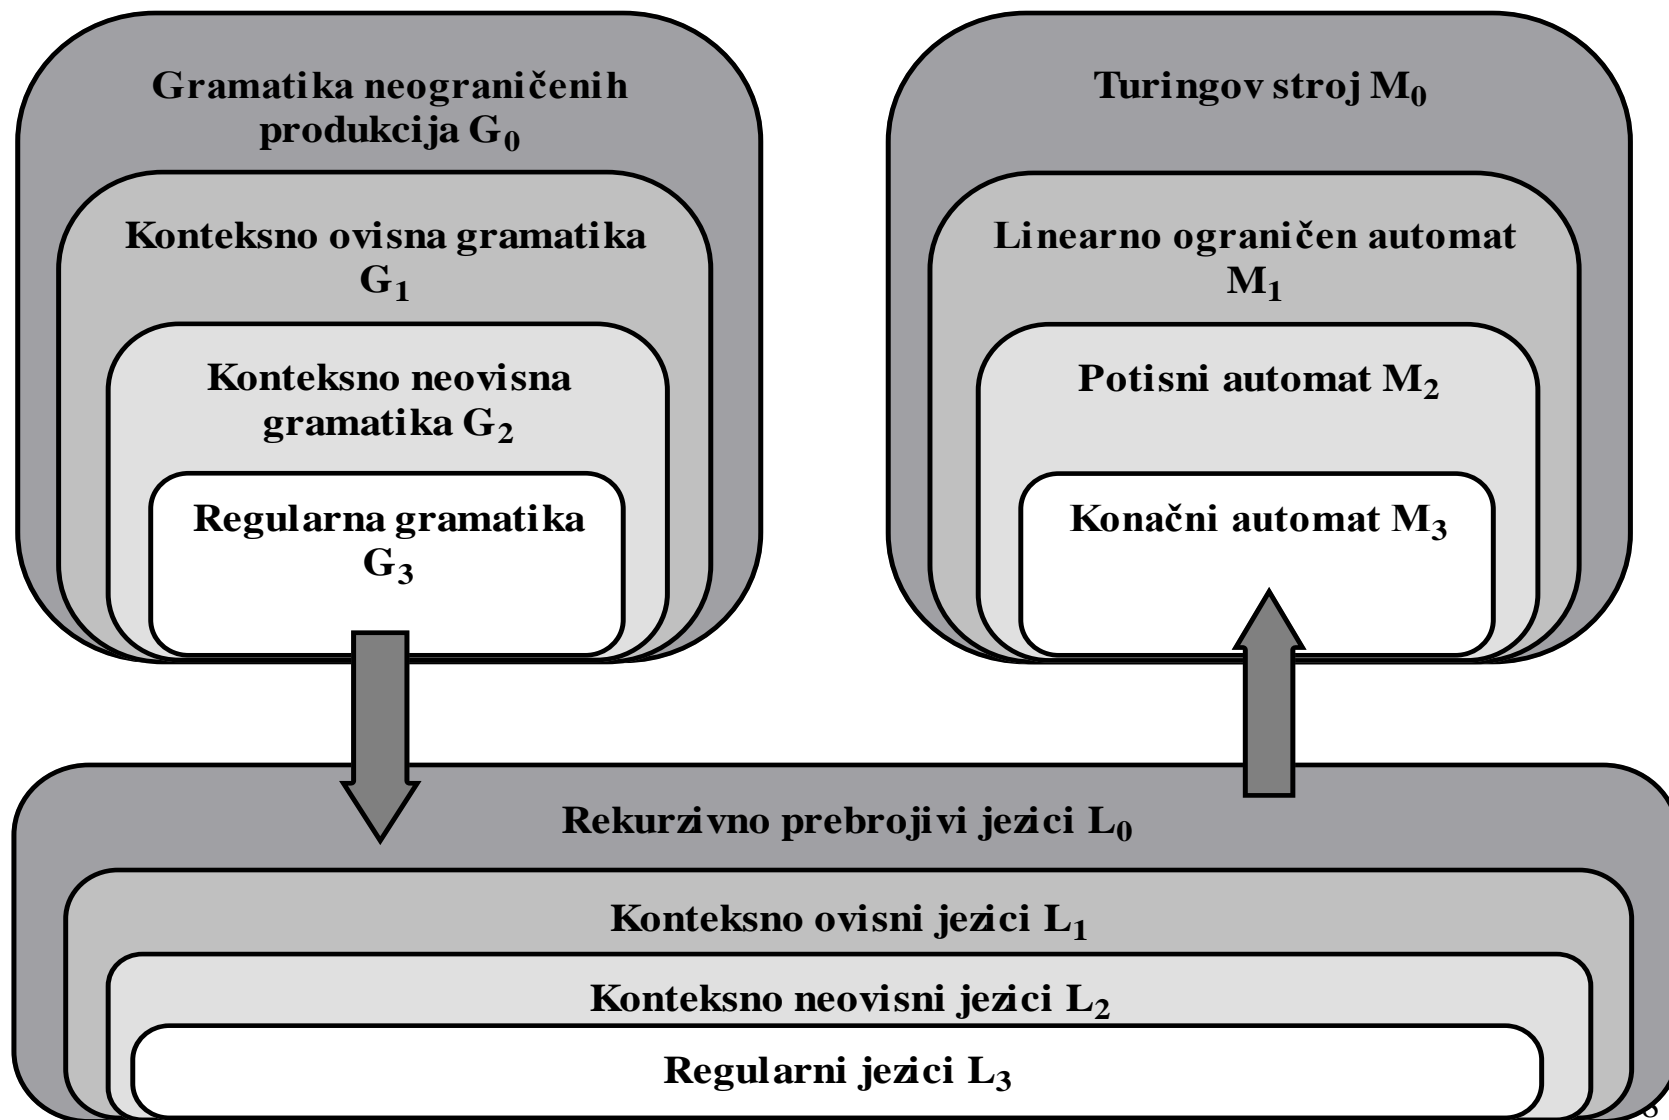 Gramatika neograničenih
produkcija G₀
Konteksno ovisna gramatika
G₁
Konteksno neovisna
gramatika G₂
Regularna gramatika
G₃
Turingov stroj M₀
Linearno ograničen automat
M₁
Potisni automat M₂
Konačni automat M₃
Rekurzivno prebrojivi jezici L₀
Konteksno ovisni jezici L₁
Konteksno neovisni jezici L₂
Regularni jezici L₃